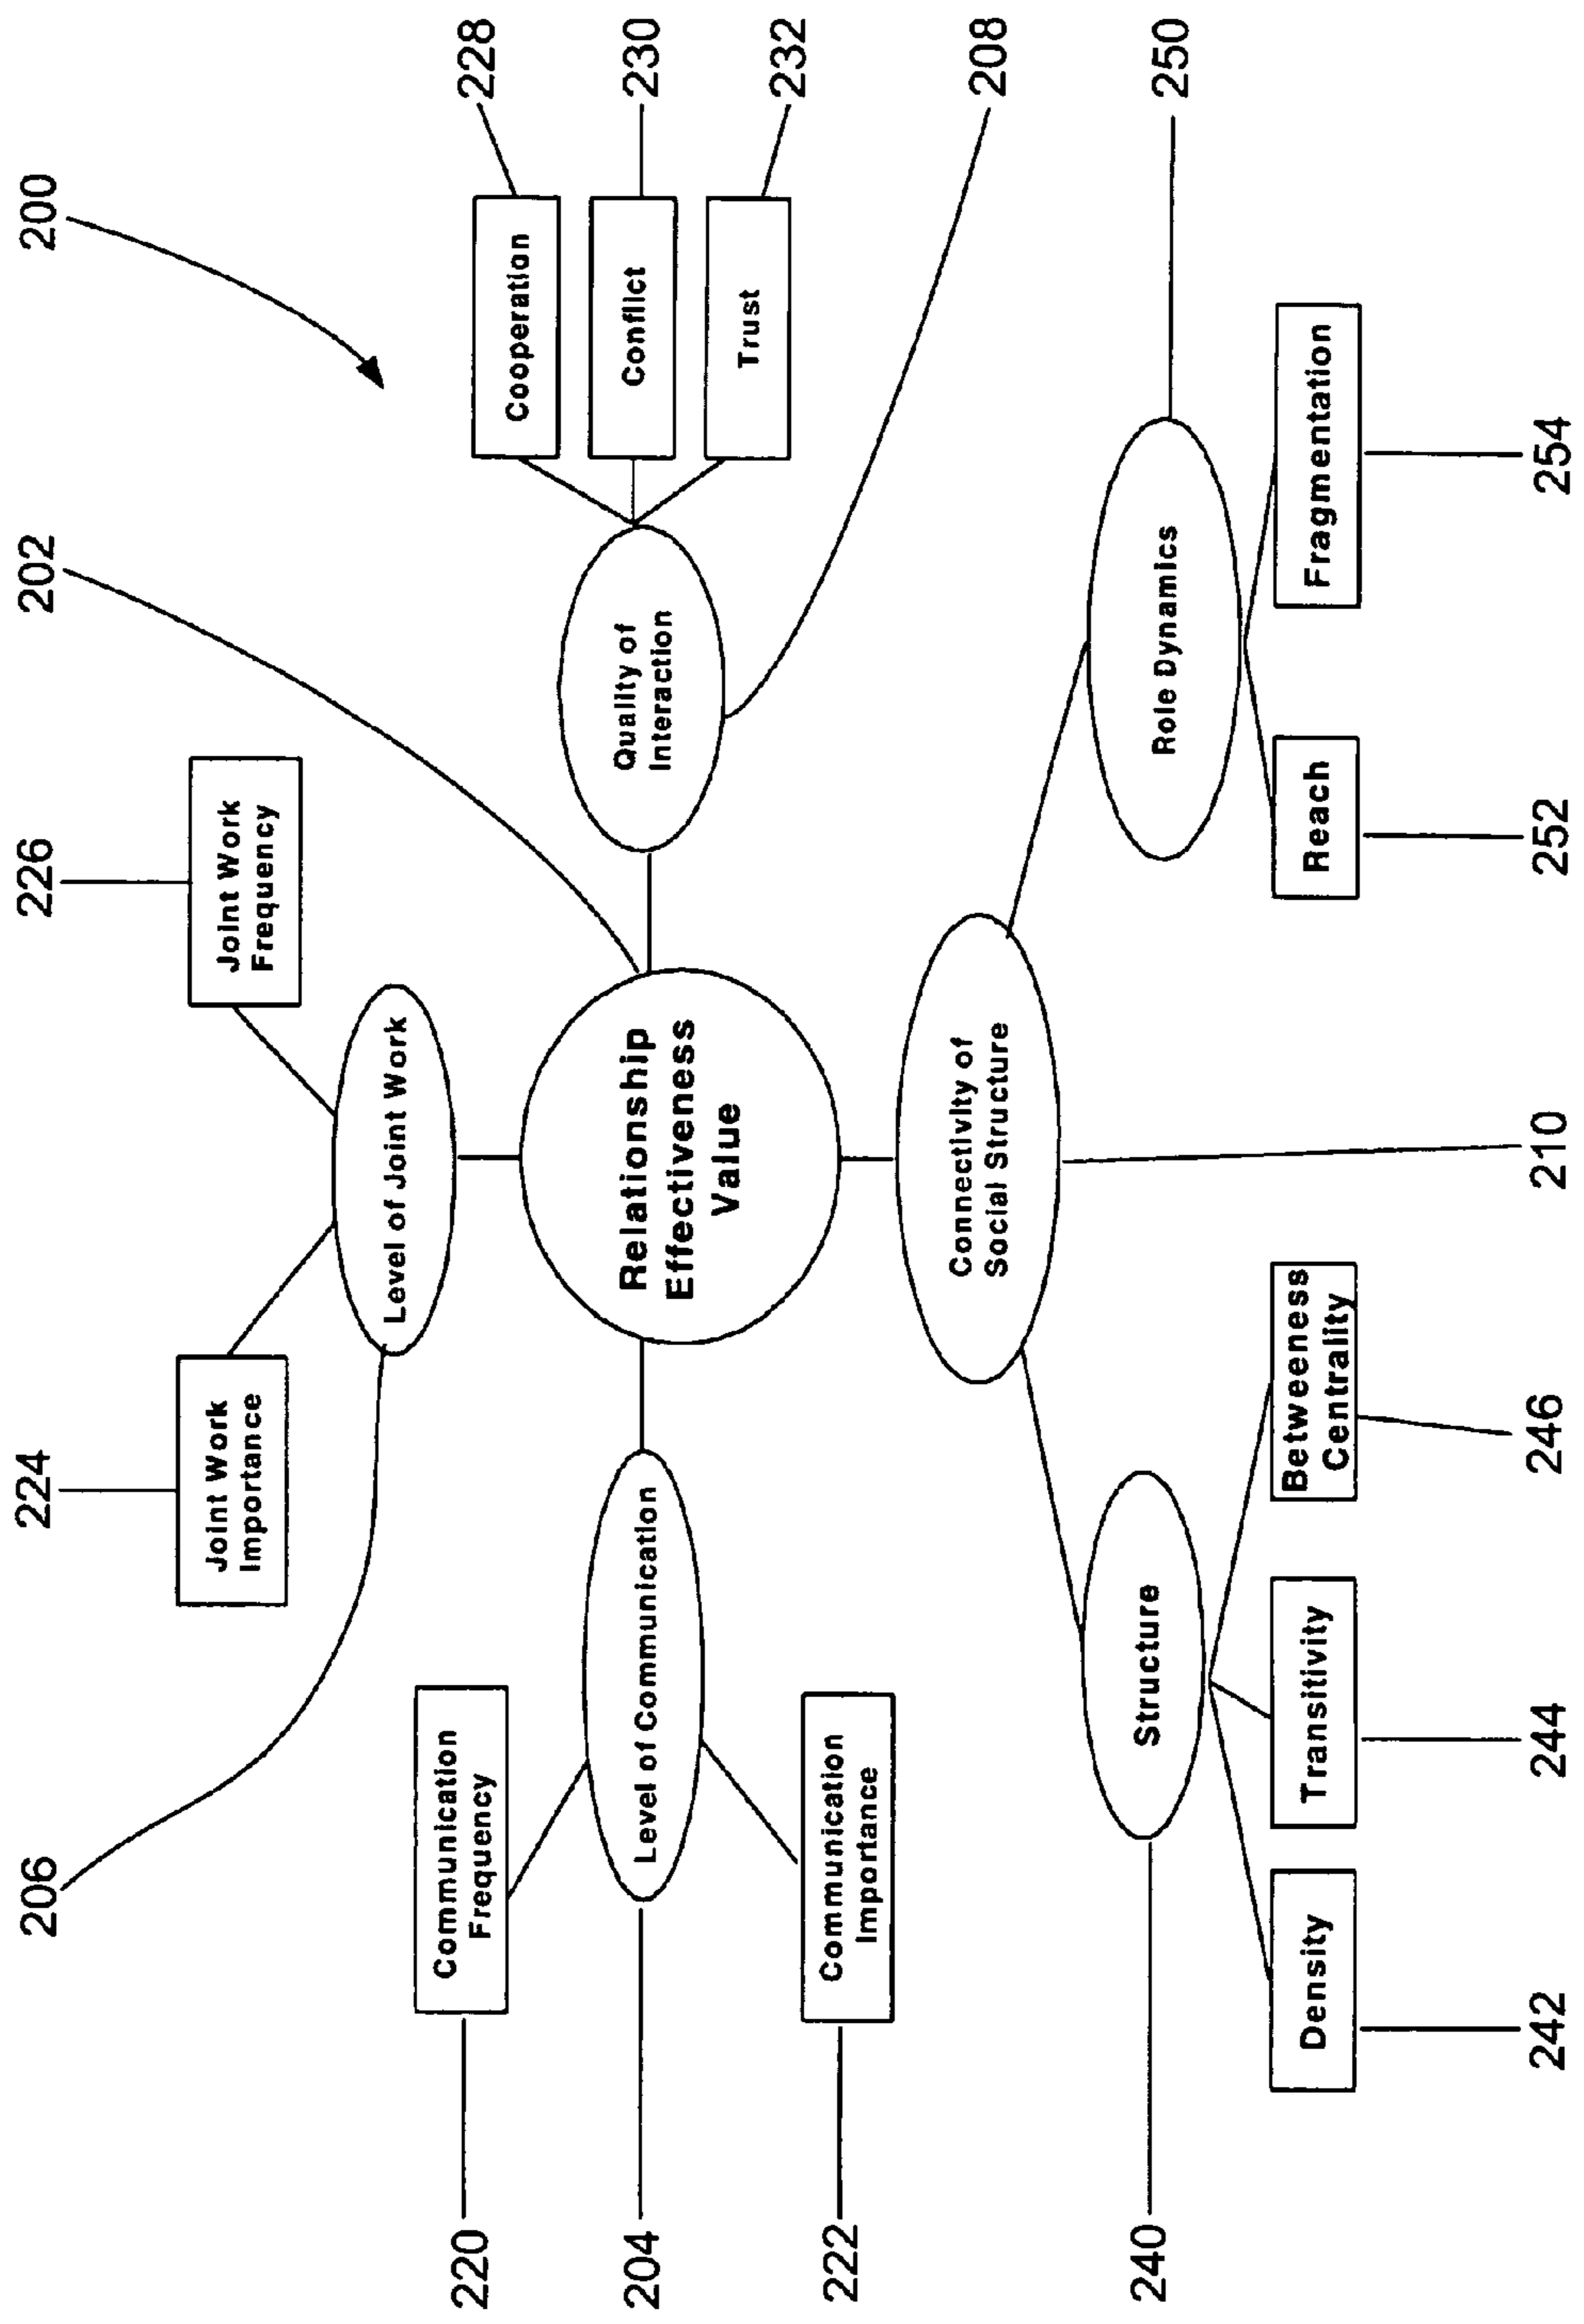 206
224
226
202
200
Joint Work
Importance
Joint Work
Frequency
Level of Joint Work
220
Communication
Frequency
Cooperation
228
204
Level of Communication
Relationship
Effectiveness
Value
Quality of
Interaction
Conflict
230
Trust
232
222
Communication
Importance
208
Connectivity of
Social Structure
240
Structure
Role Dynamics
250
Density
Transitivity
Betweeness
Centrality
Reach
Fragmentation
242
244
246
210
252
254